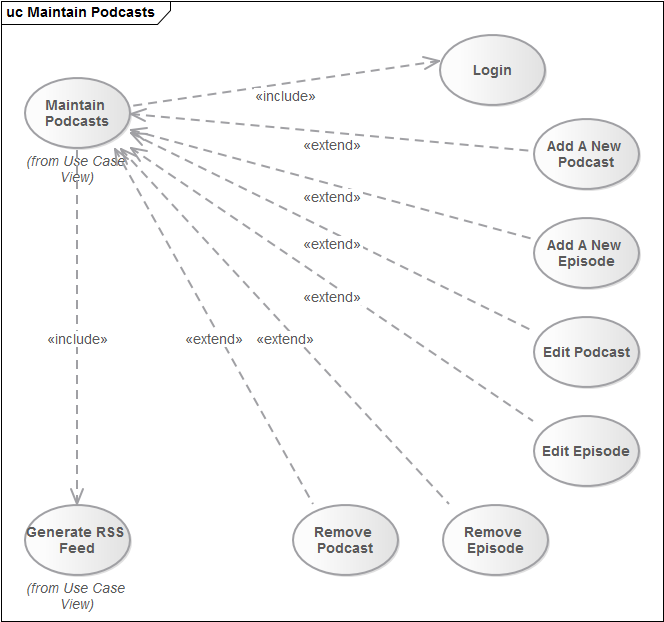 uc Maintain Podcasts
Login
«include»
Maintain
Podcasts
(from Use Case
View)
«extend»
Add A New
Podcast
«extend»
Add A New
Episode
«extend»
«extend»
Edit Podcast
«include»
«extend»
«extend»
Edit Episode
Generate RSS
Feed
(from Use Case
View)
Remove
Podcast
Remove
Episode